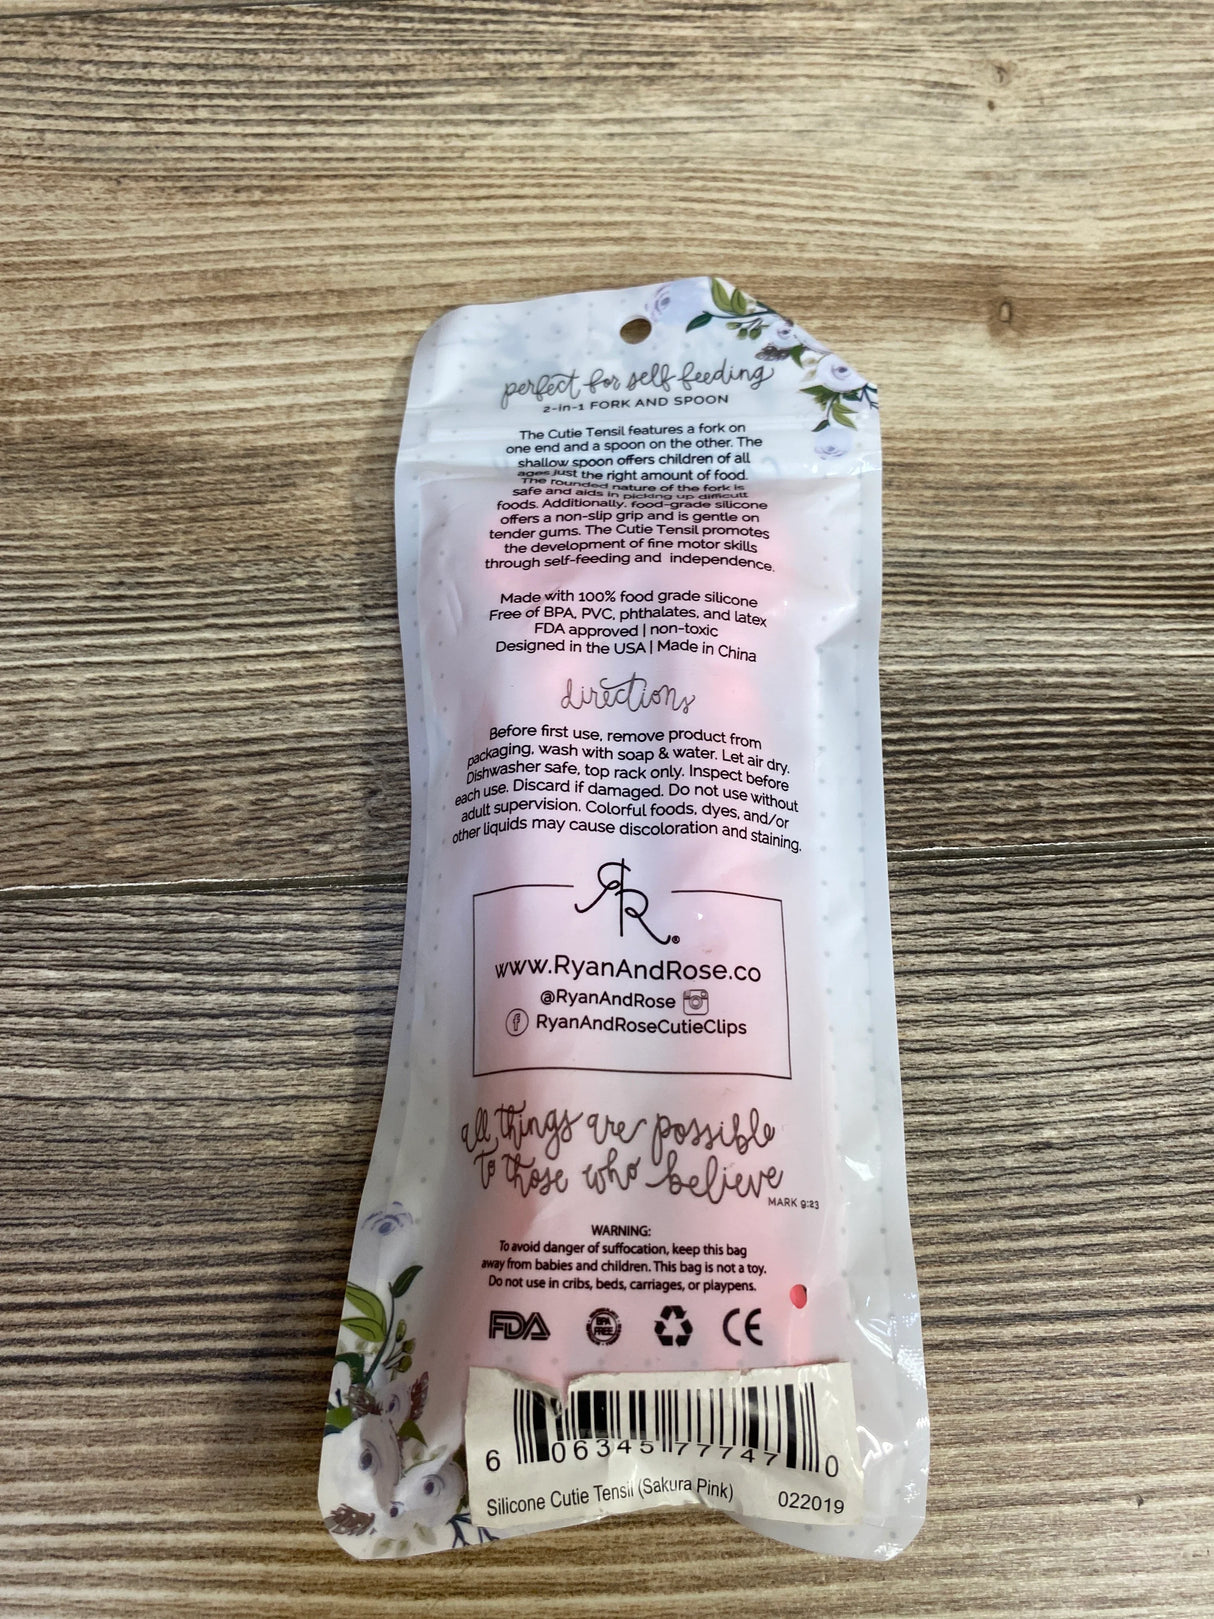 perfect for self feeding
2-in-1 FORK AND SPOON
The Cutie Tensil features a fork on
one end and a spoon on the other. The
shallow spoon offers children of all
ages just the right amount of food.
The rounded nature of the fork is
safe and aids in picking up difficult
foods. Additionally, food-grade silicone
offers a non-slip grip and is gentle on
tender gums. The Cutie Tensil promotes
the development of fine motor skills
through self-feeding and independence.
Made with 100% food grade silicone
Free of BPA, PVC, phthalates, and latex
FDA approved | non-toxic
Designed in the USA | Made in China
directions
Before first use, remove product from
packaging, wash with soap & water. Let air dry.
Dishwasher safe, top rack only. Inspect before
each use. Discard if damaged. Do not use without
adult supervision. Colorful foods, dyes, and/or
other liquids may cause discoloration and staining.
RR®
www.RyanAndRose.co
@RyanAndRose
f RyanAndRoseCutieClips
all things are possible
to those who believe
MARK 9:23
WARNING:
To avoid danger of suffocation, keep this bag
away from babies and children. This bag is not a toy.
Do not use in cribs, beds, carriages, or playpens.
FDA BPA FREE CE
6 06345 77747 0
Silicone Cutie Tensil (Sakura Pink) 022019